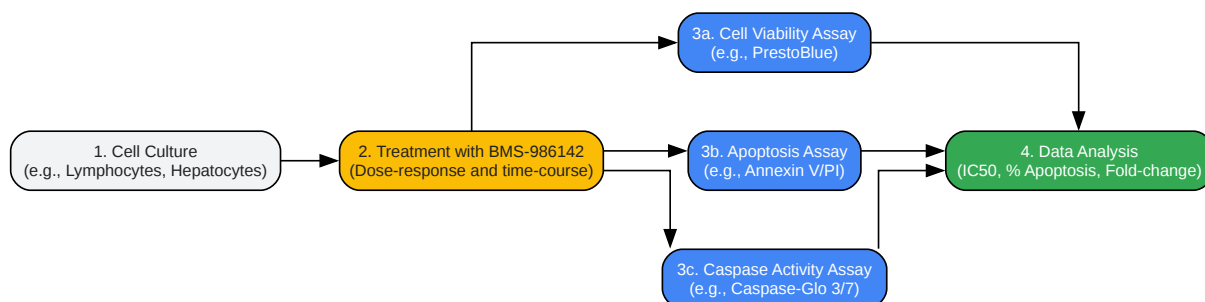 3a. Cell Viability Assay
(e.g., PrestoBlue)
1. Cell Culture
(e.g., Lymphocytes, Hepatocytes)
2. Treatment with BMS-986142
(Dose-response and time-course)
3b. Apoptosis Assay
(e.g., Annexin V/PI)
4. Data Analysis
(IC50, % Apoptosis, Fold-change)
3c. Caspase Activity Assay
(e.g., Caspase-Glo 3/7)